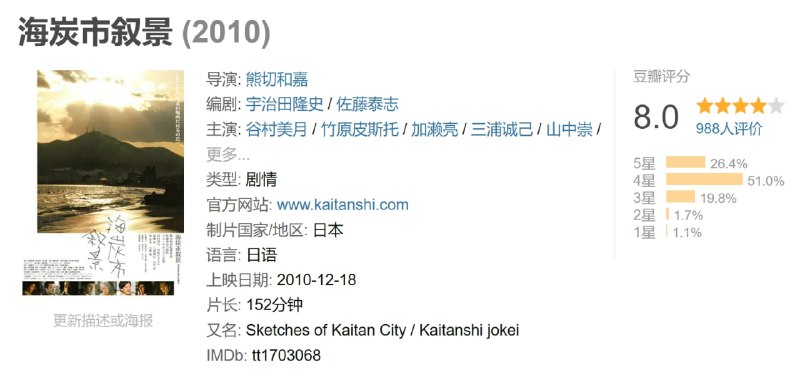 海炭市叙景 (2010)
导演: 熊切和嘉
编剧: 宇治田隆史 / 佐藤泰志
主演: 谷村美月 / 竹原皮斯托 / 加濑亮 / 三浦诚己 / 山中崇 /
更多...
类型: 剧情
官方网站: www.kaitanshi.com
制片国家/地区: 日本
语言: 日语
上映日期: 2010-12-18
片长: 152分钟
又名: Sketches of Kaitan City / Kaitanshi jokei
IMDb: tt1703068
海炭市
叙景
海炭市叙景
更新描述或海报
豆瓣评分
8.0
988人评价
5星 26.4%
4星 51.0%
3星 19.8%
2星 1.7%
1星 1.1%